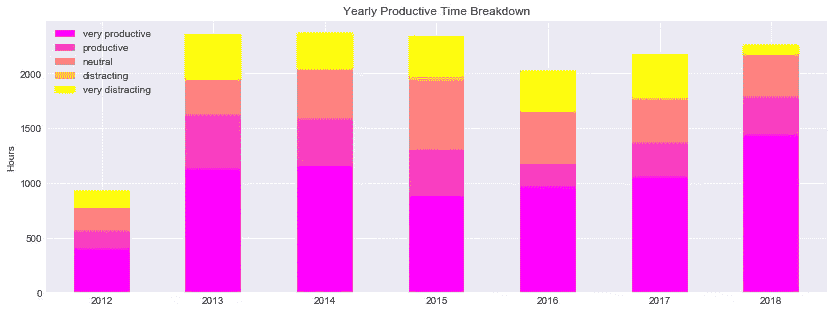 Yearly Productive Time Breakdown
very productive
productive
neutral
distracting
very distracting
Hours
2000
1500
1000
500
0
2012 2013 2014 2015 2016 2017 2018